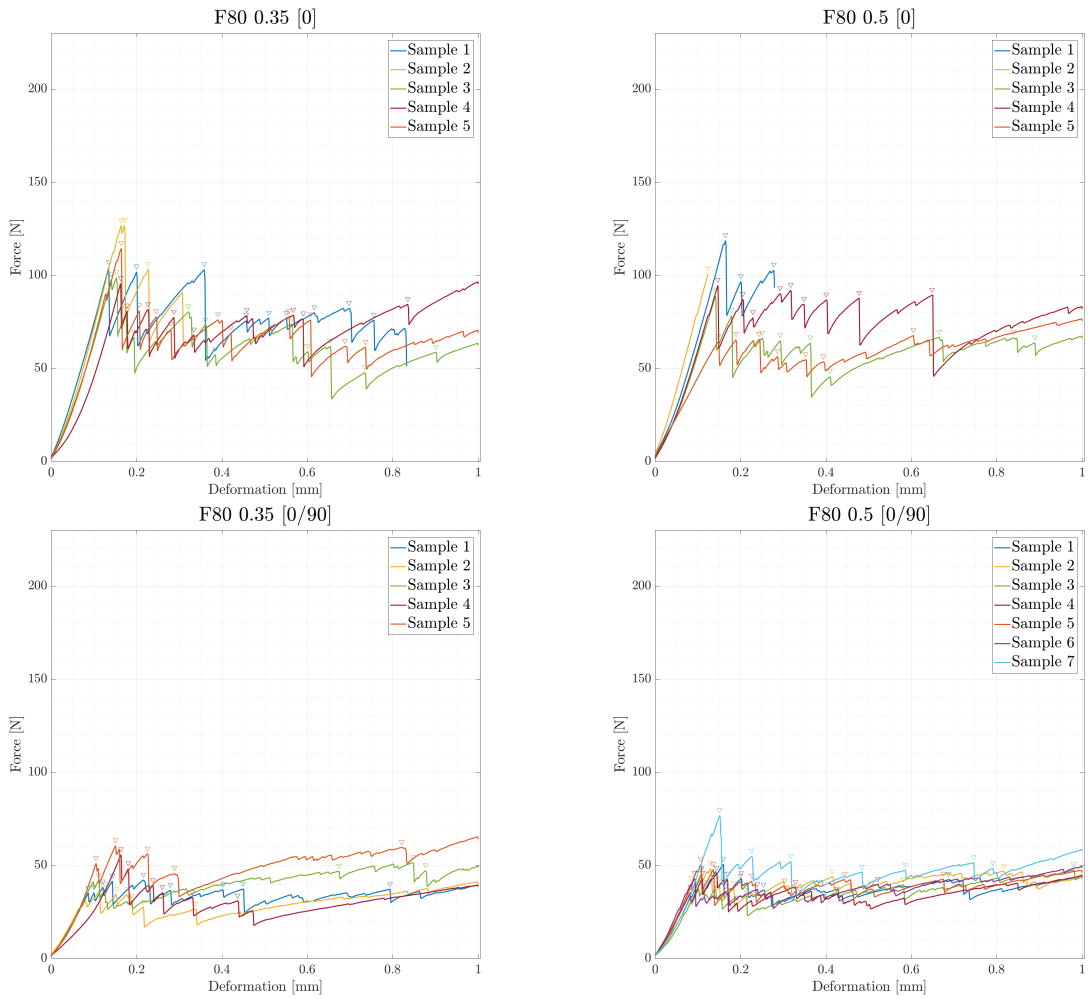 F80 0.35 [0]
Sample 1
Sample 2
Sample 3
Sample 4
Sample 5
200
150
100
50
0
Force [N]
0 0.2 0.4 0.6 0.8 1
Deformation [mm]
F80 0.5 [0]
Sample 1
Sample 2
Sample 3
Sample 4
Sample 5
200
150
100
50
0
Force [N]
0 0.2 0.4 0.6 0.8 1
Deformation [mm]
F80 0.35 [0/90]
Sample 1
Sample 2
Sample 3
Sample 4
Sample 5
200
150
100
50
0
Force [N]
0 0.2 0.4 0.6 0.8 1
Deformation [mm]
F80 0.5 [0/90]
Sample 1
Sample 2
Sample 3
Sample 4
Sample 5
Sample 6
Sample 7
200
150
100
50
0
Force [N]
0 0.2 0.4 0.6 0.8 1
Deformation [mm]